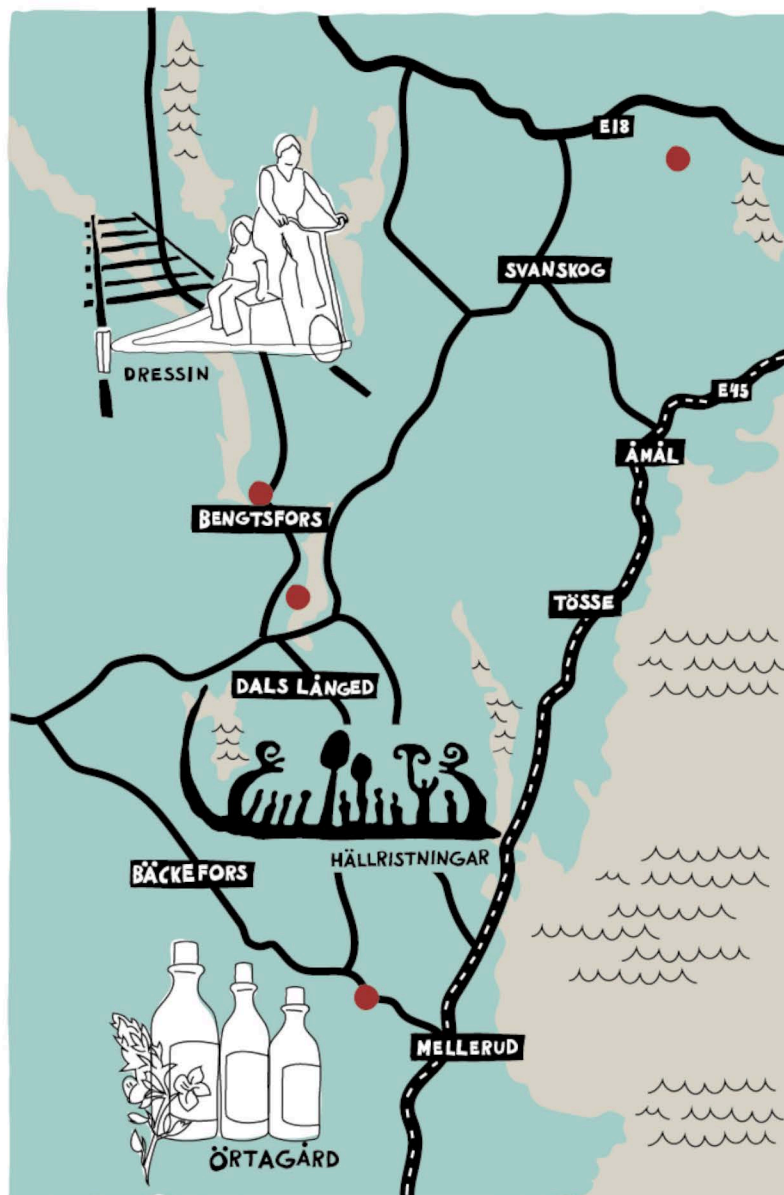 E18
SVANSKOG
DRESSIN
E45
ÅMÅL
BENGTSFORS
TÖSSE
DALS LÅNGED
HÄLLRISTNINGAR
BÄCKEFORS
MELLERUD
ÖRTAGÅRD